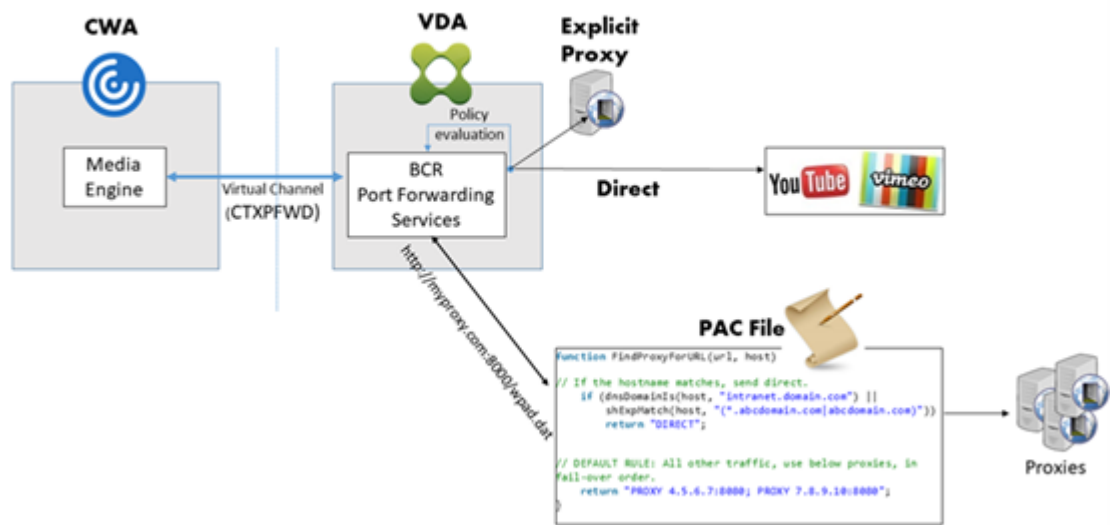 CWA
VDA
Explicit
Proxy
Policy
evaluation
Media
Engine
Virtual Channel
(CTXPFWD)
BCR
Port Forwarding
Services
Direct
YouTube
vimeo
http://myproxy.com:8000/wpad.dat
PAC File
function FindProxyForURL(url, host)
// If the hostname matches, send direct.
if (dnsDomainIs(host, "intranet.domain.com") ||
shExpMatch(host, "(*.abcdomain.com|abcdomain.com)"))
return "DIRECT";
// DEFAULT RULE: All other traffic, use below proxies, in
fail-over order.
return "PROXY 4.5.6.7:8080; PROXY 7.8.9.10:8080";
}
Proxies